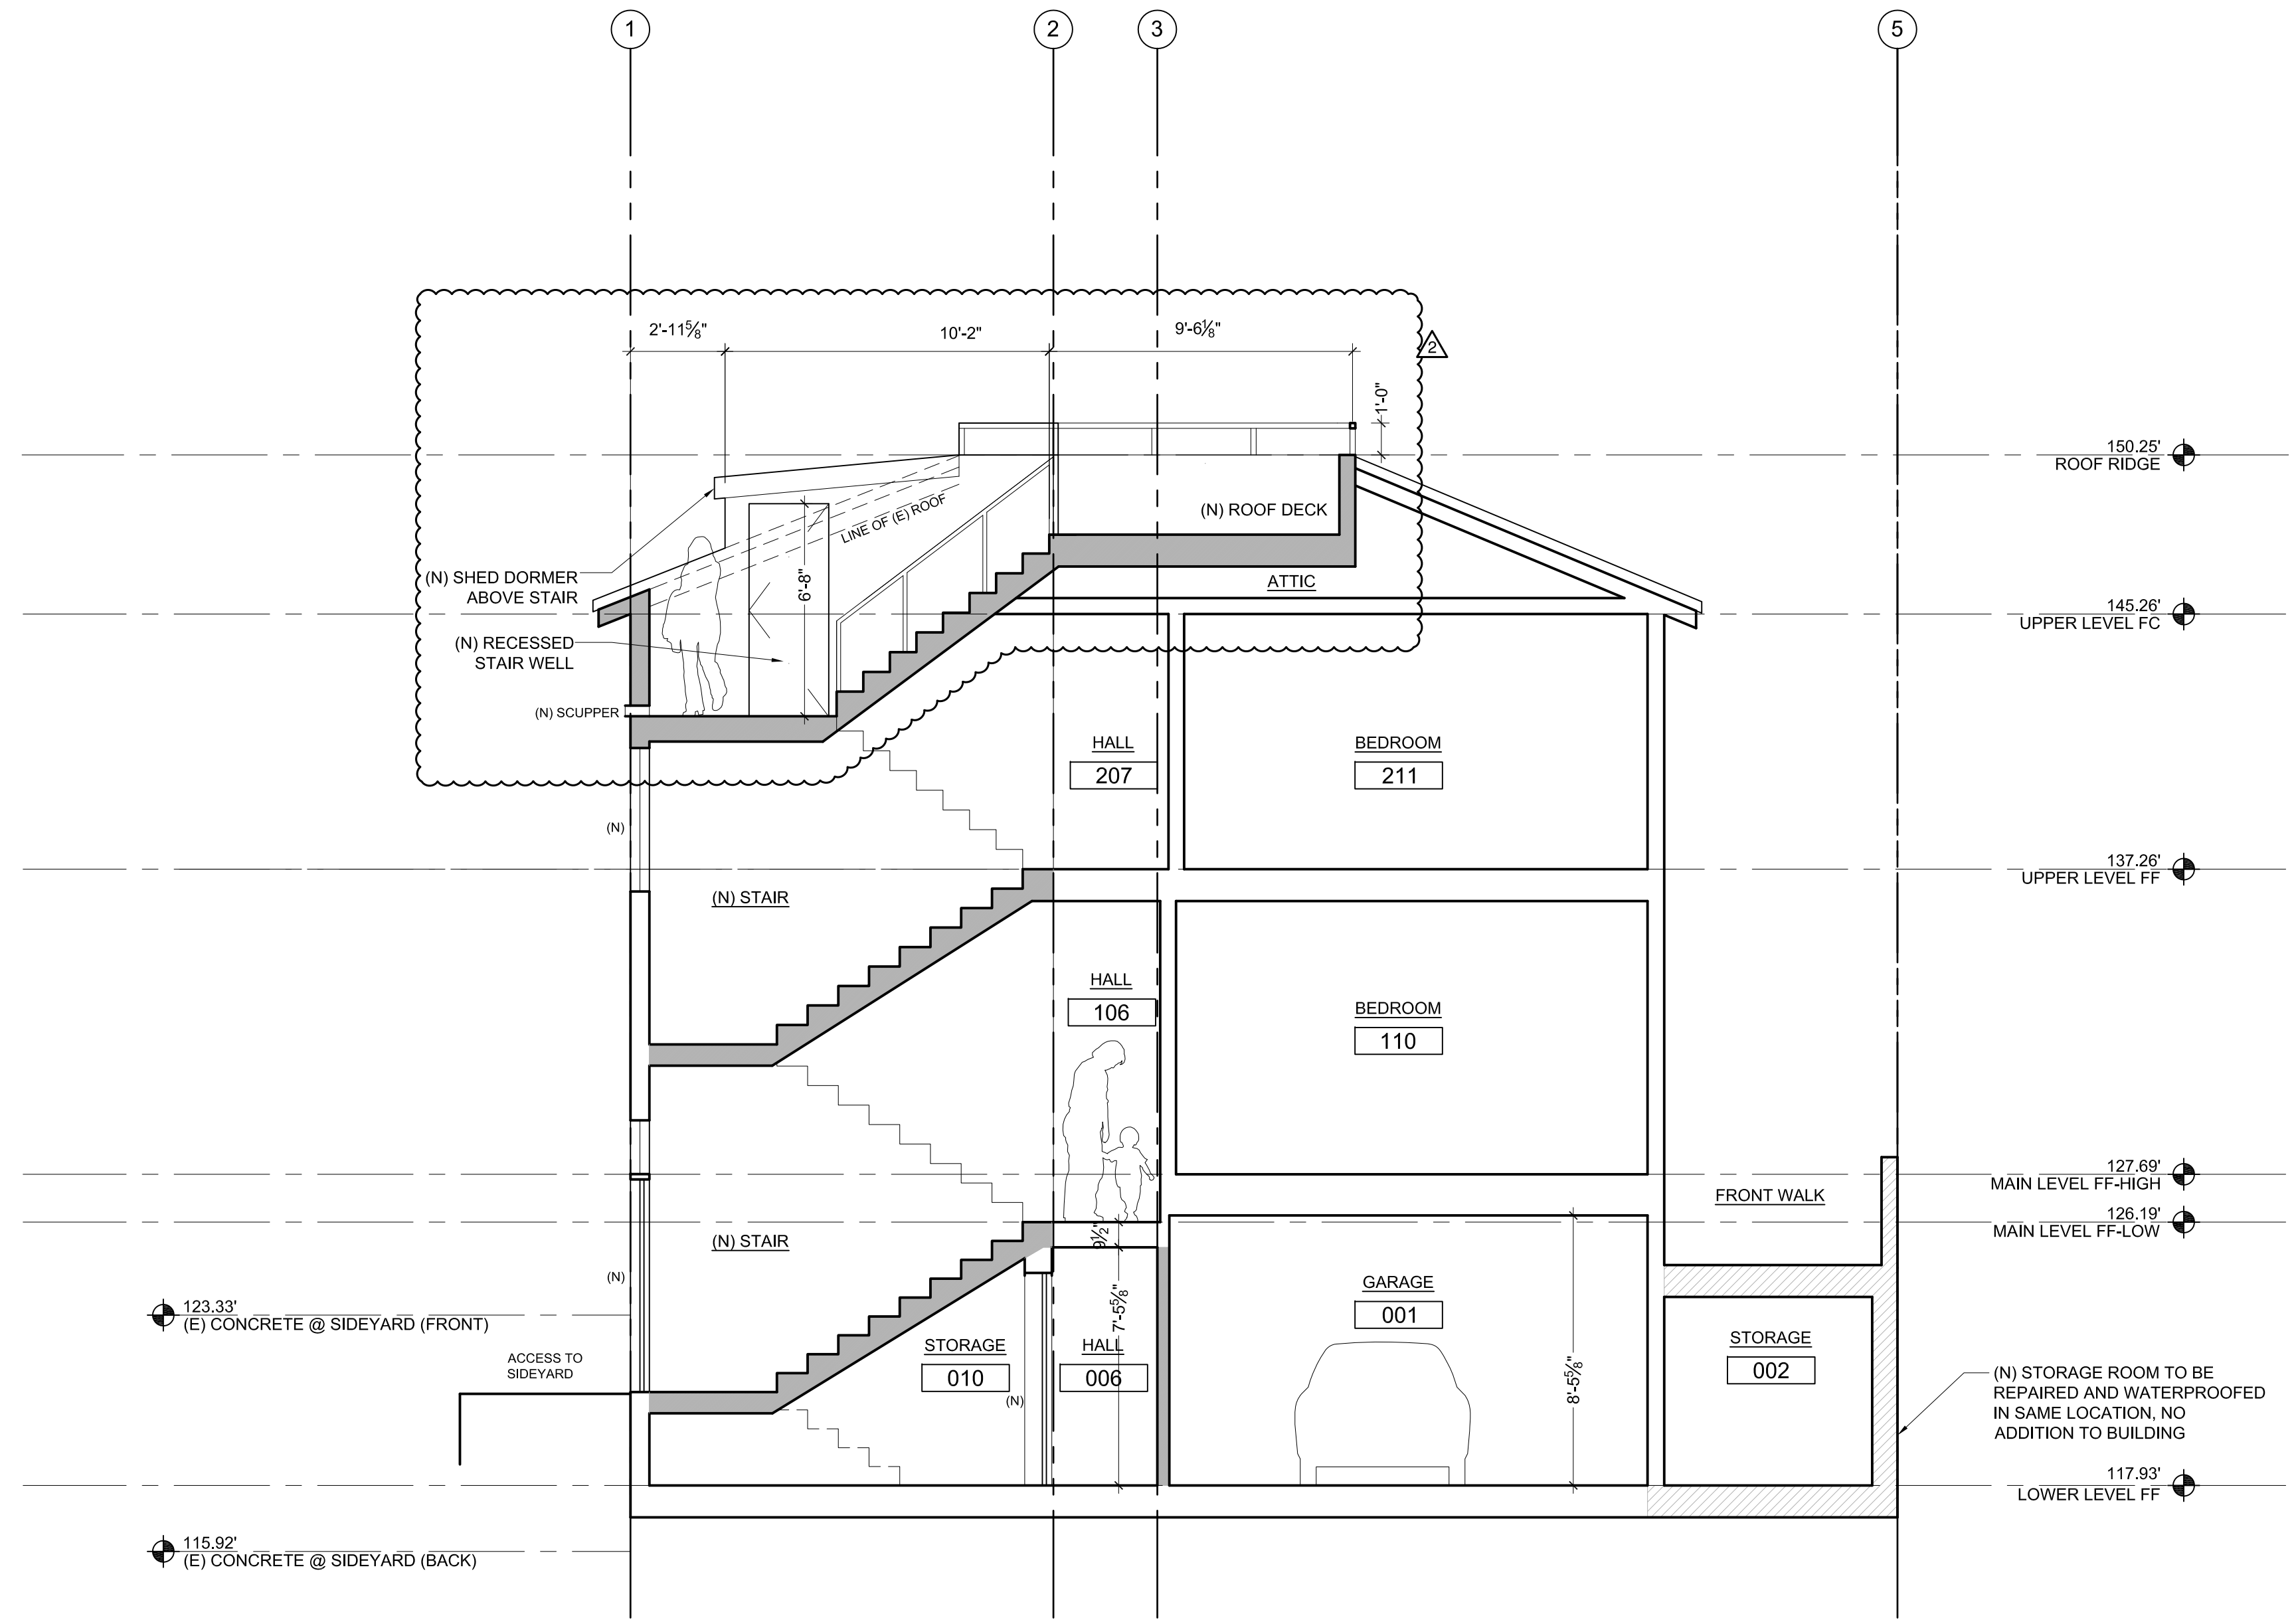 1
2
3
5
2'-11⅝"
10'-2"
9'-6⅛"
2
1'-0"
150.25'
ROOF RIDGE
(N) ROOF DECK
LINE OF (E) ROOF
(N) SHED DORMER
ABOVE STAIR
6'-8"
ATTIC
145.26'
UPPER LEVEL FC
(N) RECESSED
STAIR WELL
(N) SCUPPER
HALL
207
BEDROOM
211
(N)
137.26'
UPPER LEVEL FF
(N) STAIR
HALL
106
BEDROOM
110
127.69'
MAIN LEVEL FF-HIGH
FRONT WALK
126.19'
MAIN LEVEL FF-LOW
(N) STAIR
9½"
(N)
GARAGE
001
7'-5⅝"
123.33'
(E) CONCRETE @ SIDEYARD (FRONT)
STORAGE
010
HALL
006
STORAGE
002
ACCESS TO
SIDEYARD
8'-5⅝"
(N)
(N) STORAGE ROOM TO BE
REPAIRED AND WATERPROOFED
IN SAME LOCATION, NO
ADDITION TO BUILDING
117.93'
LOWER LEVEL FF
115.92'
(E) CONCRETE @ SIDEYARD (BACK)